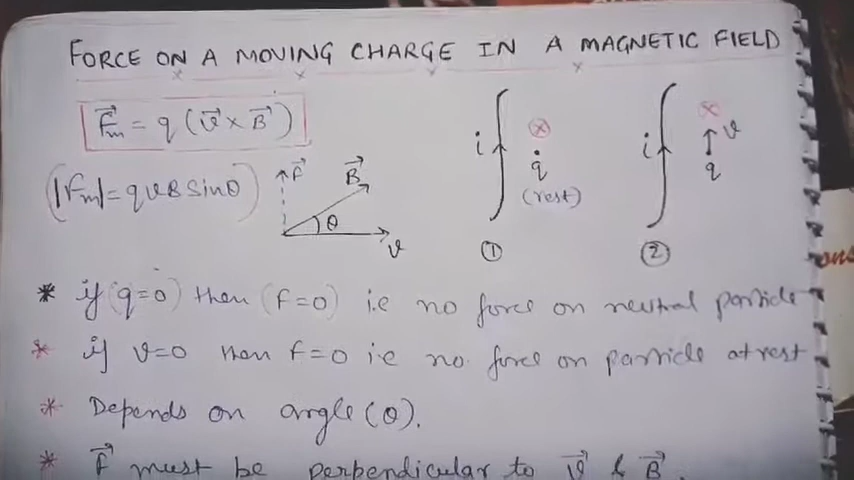 FORCE ON A MOVING CHARGE IN A MAGNETIC FIELD
F⃗m = q (v⃗ × B⃗)
|Fm| = qvB sinθ
F⃗
B⃗
θ
v
i
⊗
q
(rest)
①
i
×
v
q
②
* if (q=0) then (F=0) i.e no force on neutral particle
* if v=0 then F=0 i.e no force on particle at rest
* Depends on angle (θ).
* F⃗ must be perpendicular to v⃗ & B⃗.